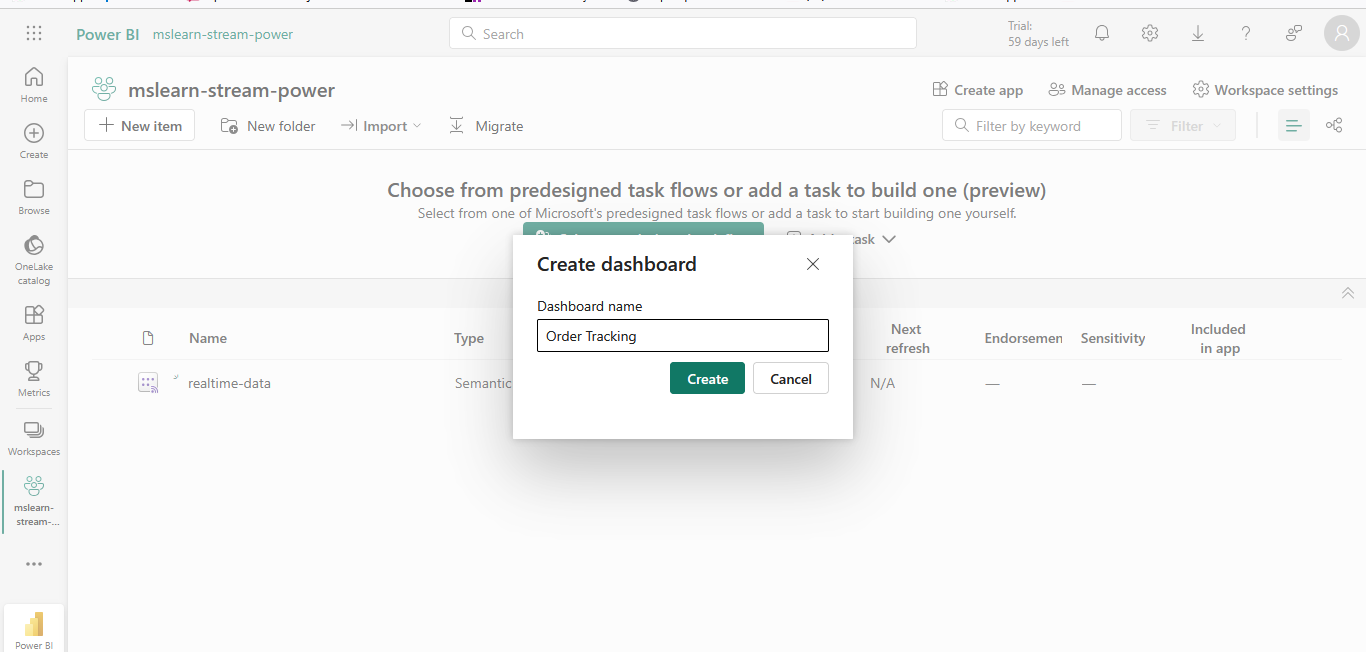 Power BI mslearn-stream-power
Search
Trial:
59 days left
Home
Create
Browse
OneLake
catalog
Apps
Metrics
Workspaces
mslearn-
stream-...
Power BI
mslearn-stream-power
Create app
Manage access
Workspace settings
New item
New folder
Import
Migrate
Filter by keyword
Filter
Choose from predesigned task flows or add a task to build one (preview)
Select from one of Microsoft's predesigned task flows or add a task to start building one yourself.
task
Create dashboard
Dashboard name
Order Tracking
Create
Cancel
Name
Type
Next
refresh
Endorsemen
Sensitivity
Included
in app
realtime-data
Semantic
N/A
—
—